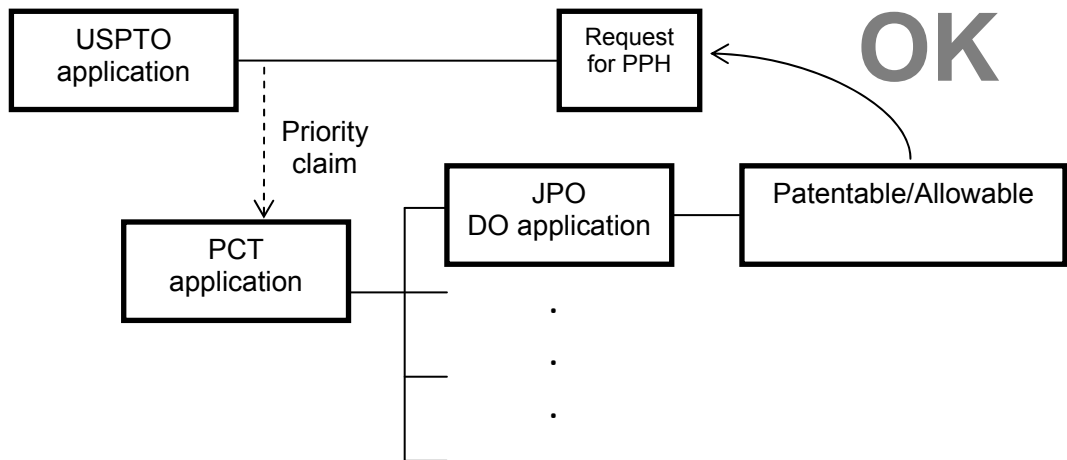 USPTO
application
Request
for PPH
OK
Priority
claim
JPO
DO application
Patentable/Allowable
PCT
application
.
.
.